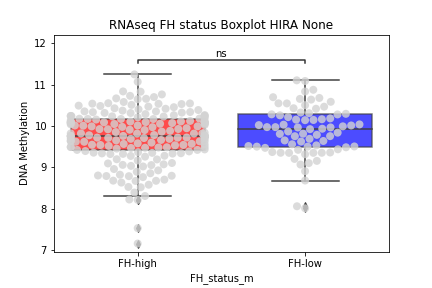 RNAseq FH status Boxplot HIRA None
12
11
10
9
8
7
DNA Methylation
ns
FH-high
FH-low
FH_status_m